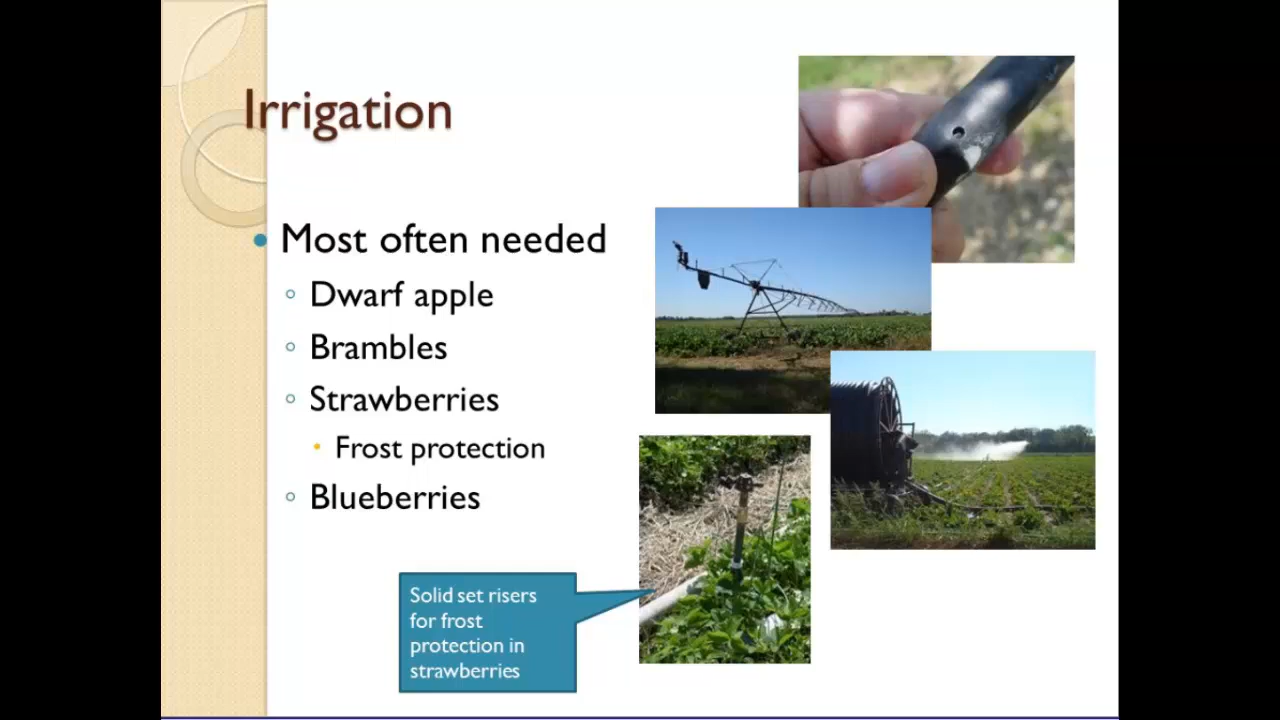 Irrigation
Most often needed
Dwarf apple
Brambles
Strawberries
Frost protection
Blueberries
Solid set risers
for frost
protection in
strawberries